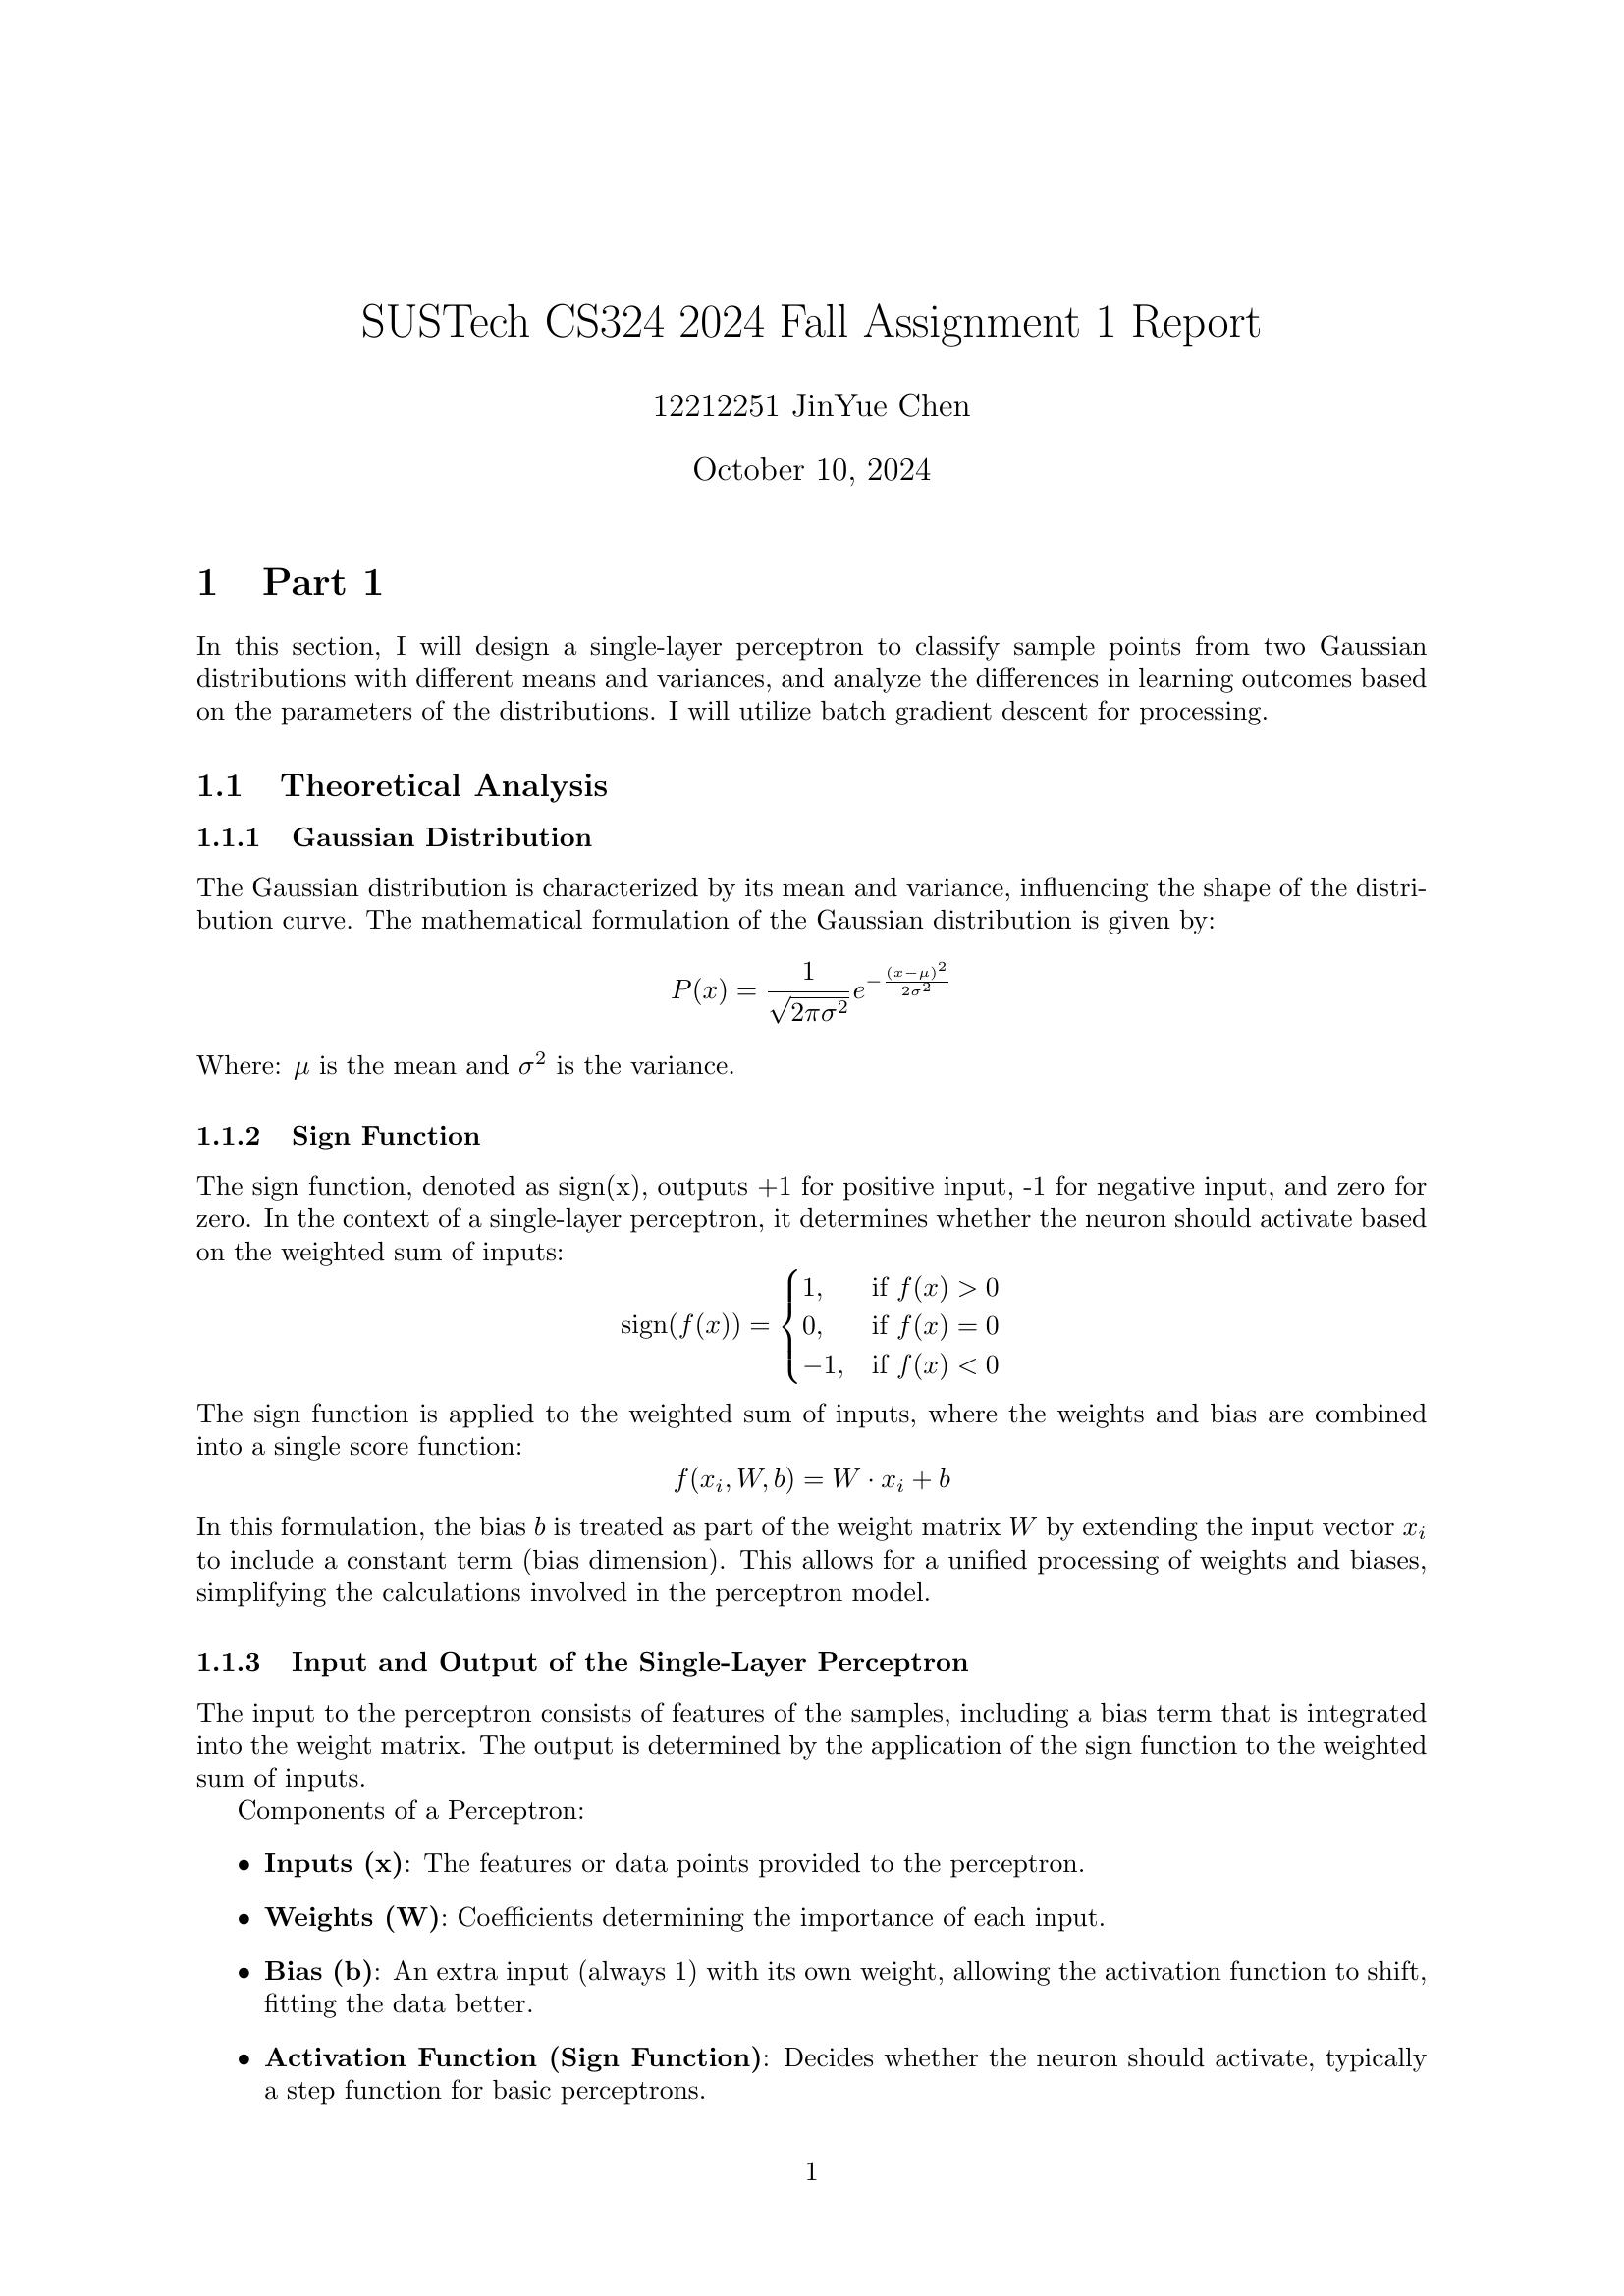 SUSTech CS324 2024 Fall Assignment 1 Report
12212251 JinYue Chen
October 10, 2024
1 Part 1
In this section, I will design a single-layer perceptron to classify sample points from two Gaussian
distributions with different means and variances, and analyze the differences in learning outcomes based
on the parameters of the distributions. I will utilize batch gradient descent for processing.
1.1 Theoretical Analysis
1.1.1 Gaussian Distribution
The Gaussian distribution is characterized by its mean and variance, influencing the shape of the distri-
bution curve. The mathematical formulation of the Gaussian distribution is given by:
$P(x) = \frac{1}{\sqrt{2\pi\sigma^2}} e^{-\frac{(x-\mu)^2}{2\sigma^2}}$
Where: μ is the mean and σ² is the variance.
1.1.2 Sign Function
The sign function, denoted as sign(x), outputs +1 for positive input, -1 for negative input, and zero for
zero. In the context of a single-layer perceptron, it determines whether the neuron should activate based
on the weighted sum of inputs:
$\text{sign}(f(x)) = \begin{cases} 1, & \text{if } f(x) > 0 \\ 0, & \text{if } f(x) = 0 \\ -1, & \text{if } f(x) < 0 \end{cases}$
The sign function is applied to the weighted sum of inputs, where the weights and bias are combined
into a single score function:
$f(x_i, W, b) = W \cdot x_i + b$
In this formulation, the bias $b$ is treated as part of the weight matrix $W$ by extending the input vector $x_i$
to include a constant term (bias dimension). This allows for a unified processing of weights and biases,
simplifying the calculations involved in the perceptron model.
1.1.3 Input and Output of the Single-Layer Perceptron
The input to the perceptron consists of features of the samples, including a bias term that is integrated
into the weight matrix. The output is determined by the application of the sign function to the weighted
sum of inputs.
Components of a Perceptron:
• Inputs (x): The features or data points provided to the perceptron.
• Weights (W): Coefficients determining the importance of each input.
• Bias (b): An extra input (always 1) with its own weight, allowing the activation function to shift,
fitting the data better.
• Activation Function (Sign Function): Decides whether the neuron should activate, typically
a step function for basic perceptrons.
1